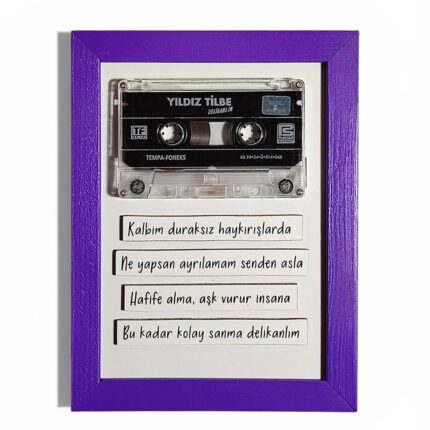 YILDIZ TİLBE
DELİKANLIM
TF
TEMPA-FONEKS
Kalbim duraksız haykırışlarda
Ne yapsan ayrılamam senden asla
Hafife alma, aşk vurur insana
Bu kadar kolay sanma delikanlım